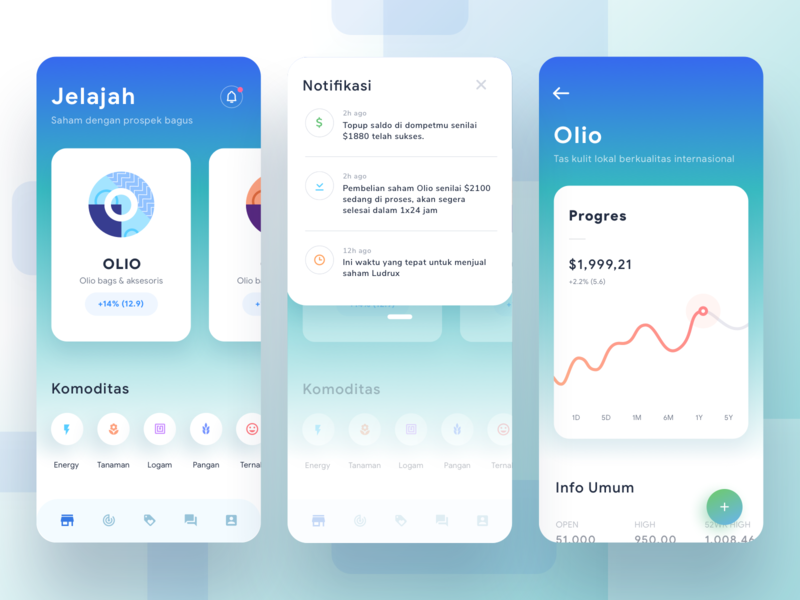 Jelajah
Saham dengan prospek bagus
OLIO
Olio bags & aksesoris
+14% (12.9)
Olio b
+
Komoditas
Energy
Tanaman
Logam
Pangan
Terna
Notifikasi
2h ago
Topup saldo di dompetmu senilai
$1880 telah sukses.
2h ago
Pembelian saham Olio senilai $2100
sedang di proses, akan segera
selesai dalam 1x24 jam
12h ago
Ini waktu yang tepat untuk menjual
saham Ludrux
Komoditas
Energy
Tanaman
Logam
Pangan
Terna
Olio
Tas kulit lokal berkualitas internasional
Progres
$1,999,21
+2.2% (5.6)
1D 5D 1M 6M 1Y 5Y
Info Umum
OPEN HIGH 52WK HIGH
51.000 950.00 1,008.46